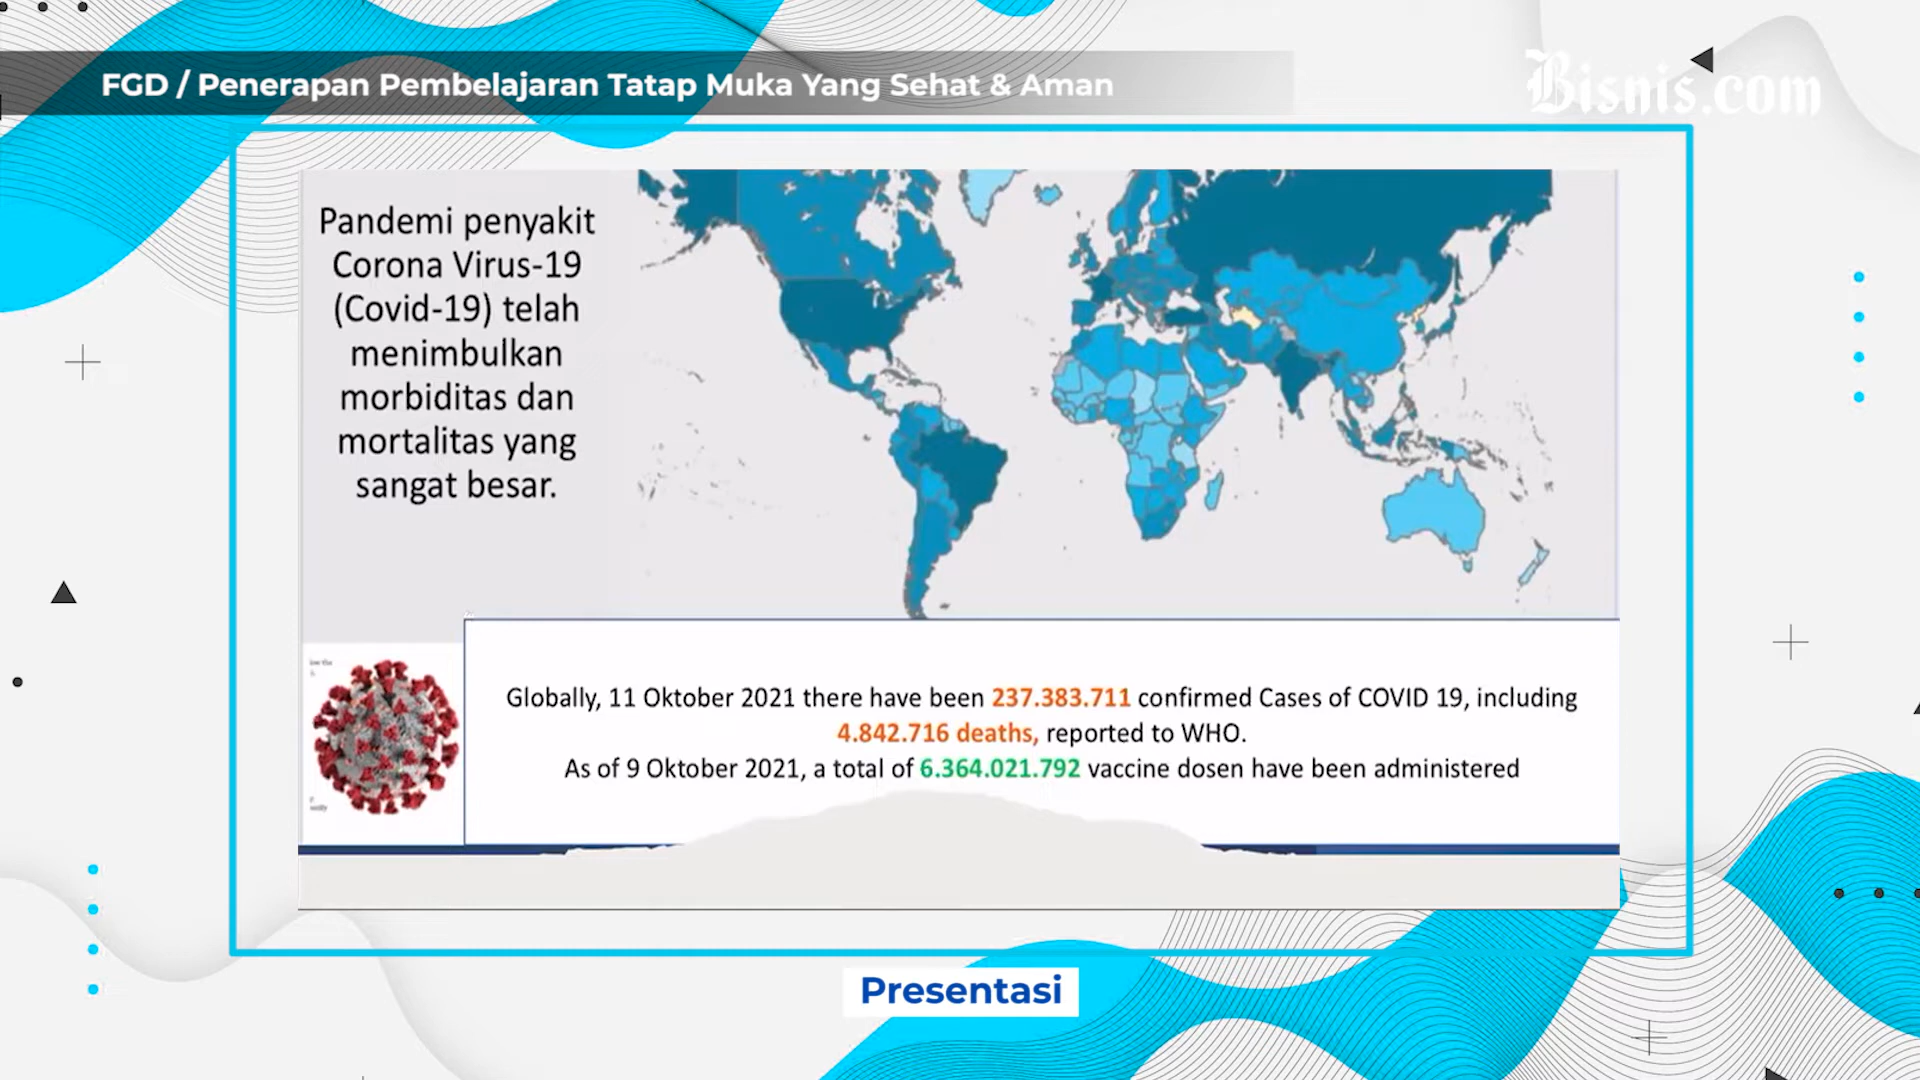 FGD / Penerapan Pembelajaran Tatap Muka Yang Sehat & Aman
Bisnis.com
Pandemi penyakit
Corona Virus-19
(Covid-19) telah
menimbulkan
morbiditas dan
mortalitas yang
sangat besar.
Globally, 11 Oktober 2021 there have been 237.383.711 confirmed Cases of COVID 19, including
4.842.716 deaths, reported to WHO.
As of 9 Oktober 2021, a total of 6.364.021.792 vaccine dosen have been administered
Presentasi